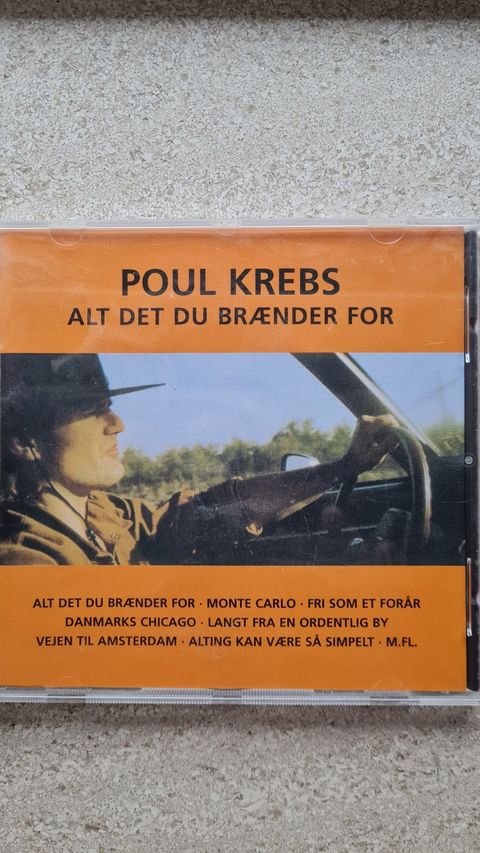 POUL KREBS
ALT DET DU BRÆNDER FOR
ALT DET DU BRÆNDER FOR · MONTE CARLO · FRI SOM ET FORÅR
DANMARKS CHICAGO · LANGT FRA EN ORDENTLIG BY
VEJEN TIL AMSTERDAM · ALTING KAN VÆRE SÅ SIMPELT · M.FL.